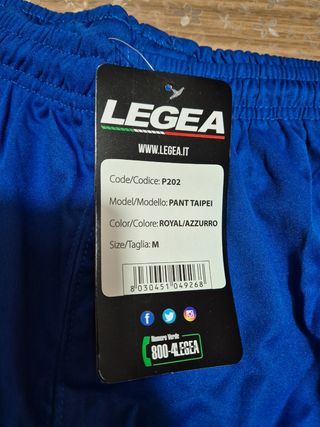 LEGEA
WWW.LEGEA.IT
Code/Codice: P202
Model/Modello: PANT TAIPEI
Color/Colore: ROYAL/AZZURRO
Size/Taglia: M
8 030451 049268
Numero Verde
800-4LEGEA